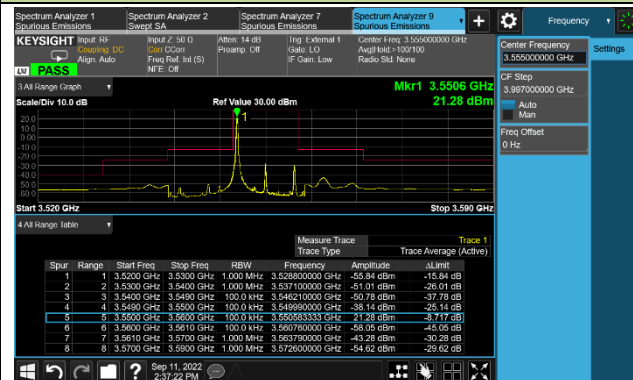 Spectrum Analyzer 1
Spurious Emissions
Spectrum Analyzer 2
Swept SA
Spectrum Analyzer 7
Spurious Emissions
Spectrum Analyzer 9
Spurious Emissions
Frequency
KEYSIGHT
Input: RF
Coupling: DC
Align: Auto
Input Z: 50 Ω
Corr CCorr
Freq Ref: Int (S)
NFE: Off
Atten: 14 dB
Preamp: Off
Trig: External 1
Gate: LO
IF Gain: Low
Center Freq: 3.555000000 GHz
Avg|Hold:>100/100
Radio Std: None
LXI PASS
Center Frequency
3.555000000 GHz
Settings
CF Step
3.997000000 GHz
Auto
Man
Freq Offset
0 Hz
3 All Range Graph
Mkr1 3.5506 GHz
21.28 dBm
Scale/Div 10.0 dB
Ref Value 30.00 dBm
1
20.0
10.0
0.00
-10.0
-20.0
-30.0
-40.0
-50.0
-60.0
Start 3.520 GHz
Stop 3.590 GHz
4 All Range Table
Measure Trace Trace 1
Trace Type Trace Average (Active)
Spur Range Start Freq Stop Freq RBW Frequency Amplitude ΔLimit
1 1 3.5200 GHz 3.5300 GHz 1.000 MHz 3.528800000 GHz -55.84 dBm -15.84 dB
2 2 3.5300 GHz 3.5400 GHz 1.000 MHz 3.537100000 GHz -51.01 dBm -26.01 dB
3 3 3.5400 GHz 3.5490 GHz 100.0 kHz 3.546210000 GHz -50.78 dBm -37.78 dB
4 4 3.5490 GHz 3.5500 GHz 100.0 kHz 3.549990000 GHz -38.14 dBm -25.14 dB
5 5 3.5500 GHz 3.5600 GHz 100.0 kHz 3.550583333 GHz 21.28 dBm -8.717 dB
6 6 3.5600 GHz 3.5610 GHz 100.0 kHz 3.560760000 GHz -58.05 dBm -45.05 dB
7 7 3.5610 GHz 3.5700 GHz 1.000 MHz 3.563790000 GHz -43.28 dBm -30.28 dB
8 8 3.5700 GHz 3.5900 GHz 1.000 MHz 3.572600000 GHz -54.62 dBm -29.62 dB
Sep 11, 2022
2:37:22 PM